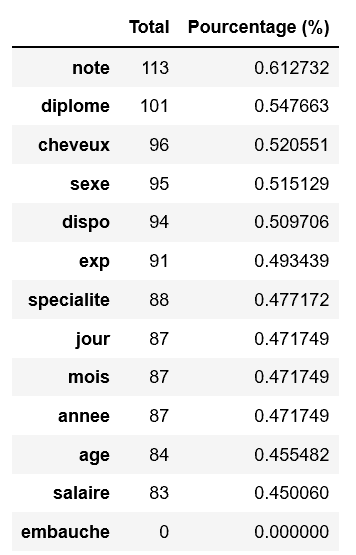 Total Pourcentage (%)
note 113 0.612732
diplome 101 0.547663
cheveux 96 0.520551
sexe 95 0.515129
dispo 94 0.509706
exp 91 0.493439
specialite 88 0.477172
jour 87 0.471749
mois 87 0.471749
annee 87 0.471749
age 84 0.455482
salaire 83 0.450060
embauche 0 0.000000